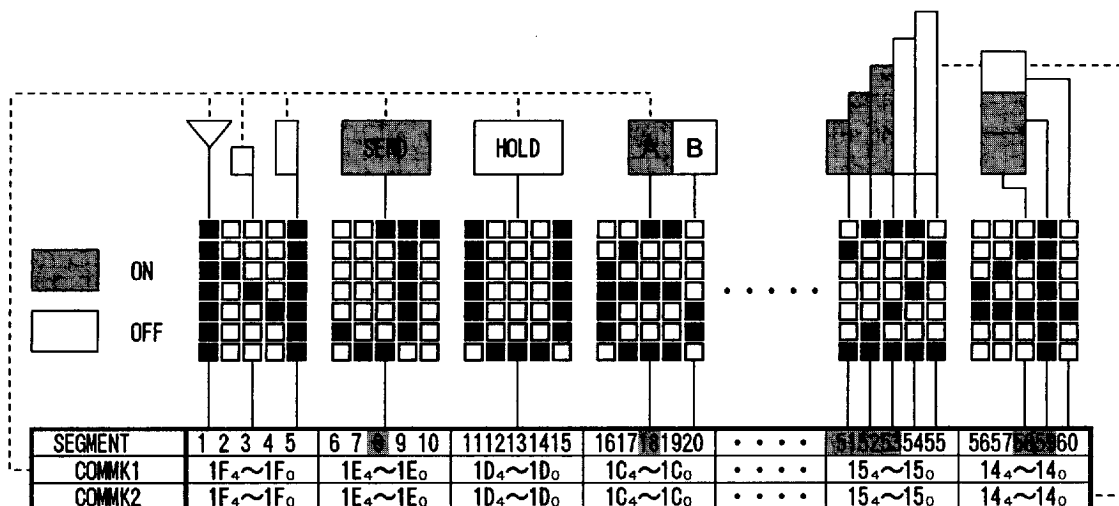 SEND HOLD A B
ON
. . . . .
OFF
SEGMENT 1 2 3 4 5 6 7 8 9 10 1112131415 1617181920 . . . . 5152535455 5657585960
COMMK1 1F₄～1F₀ 1E₄～1E₀ 1D₄～1D₀ 1C₄～1C₀ . . . . 15₄～15₀ 14₄～14₀
COMMK2 1F₄～1F₀ 1E₄～1E₀ 1D₄～1D₀ 1C₄～1C₀ . . . . 15₄～15₀ 14₄～14₀